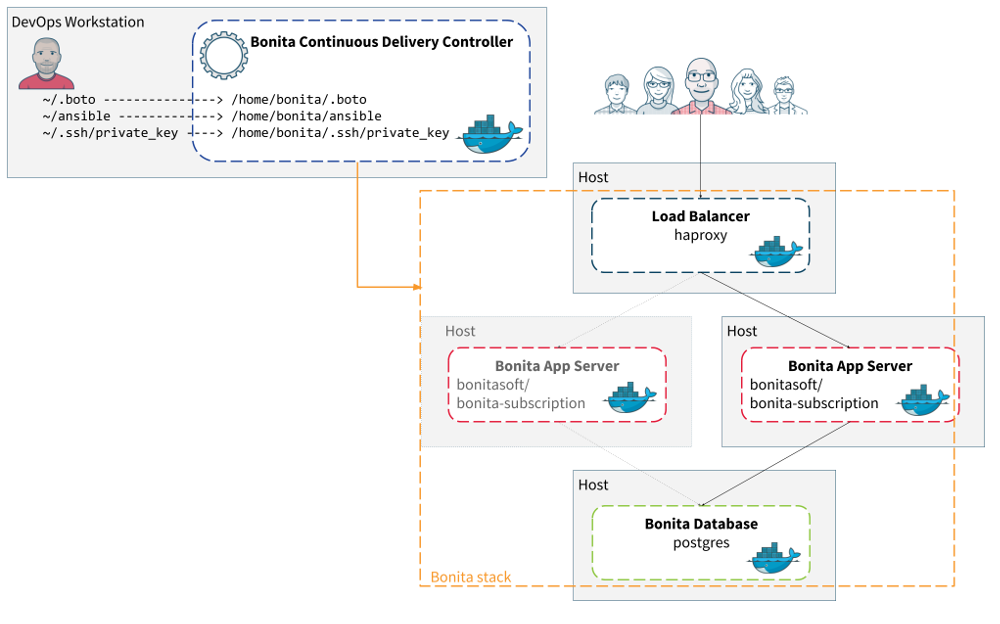 DevOps Workstation
Bonita Continuous Delivery Controller
~/.boto ---------------> /home/bonita/.boto
~/ansible --------------> /home/bonita/ansible
~/.ssh/private_key ----> /home/bonita/.ssh/private_key
Host
Load Balancer
haproxy
Host
Bonita App Server
bonitasoft/
bonita-subscription
Host
Bonita App Server
bonitasoft/
bonita-subscription
Host
Bonita Database
postgres
Bonita stack